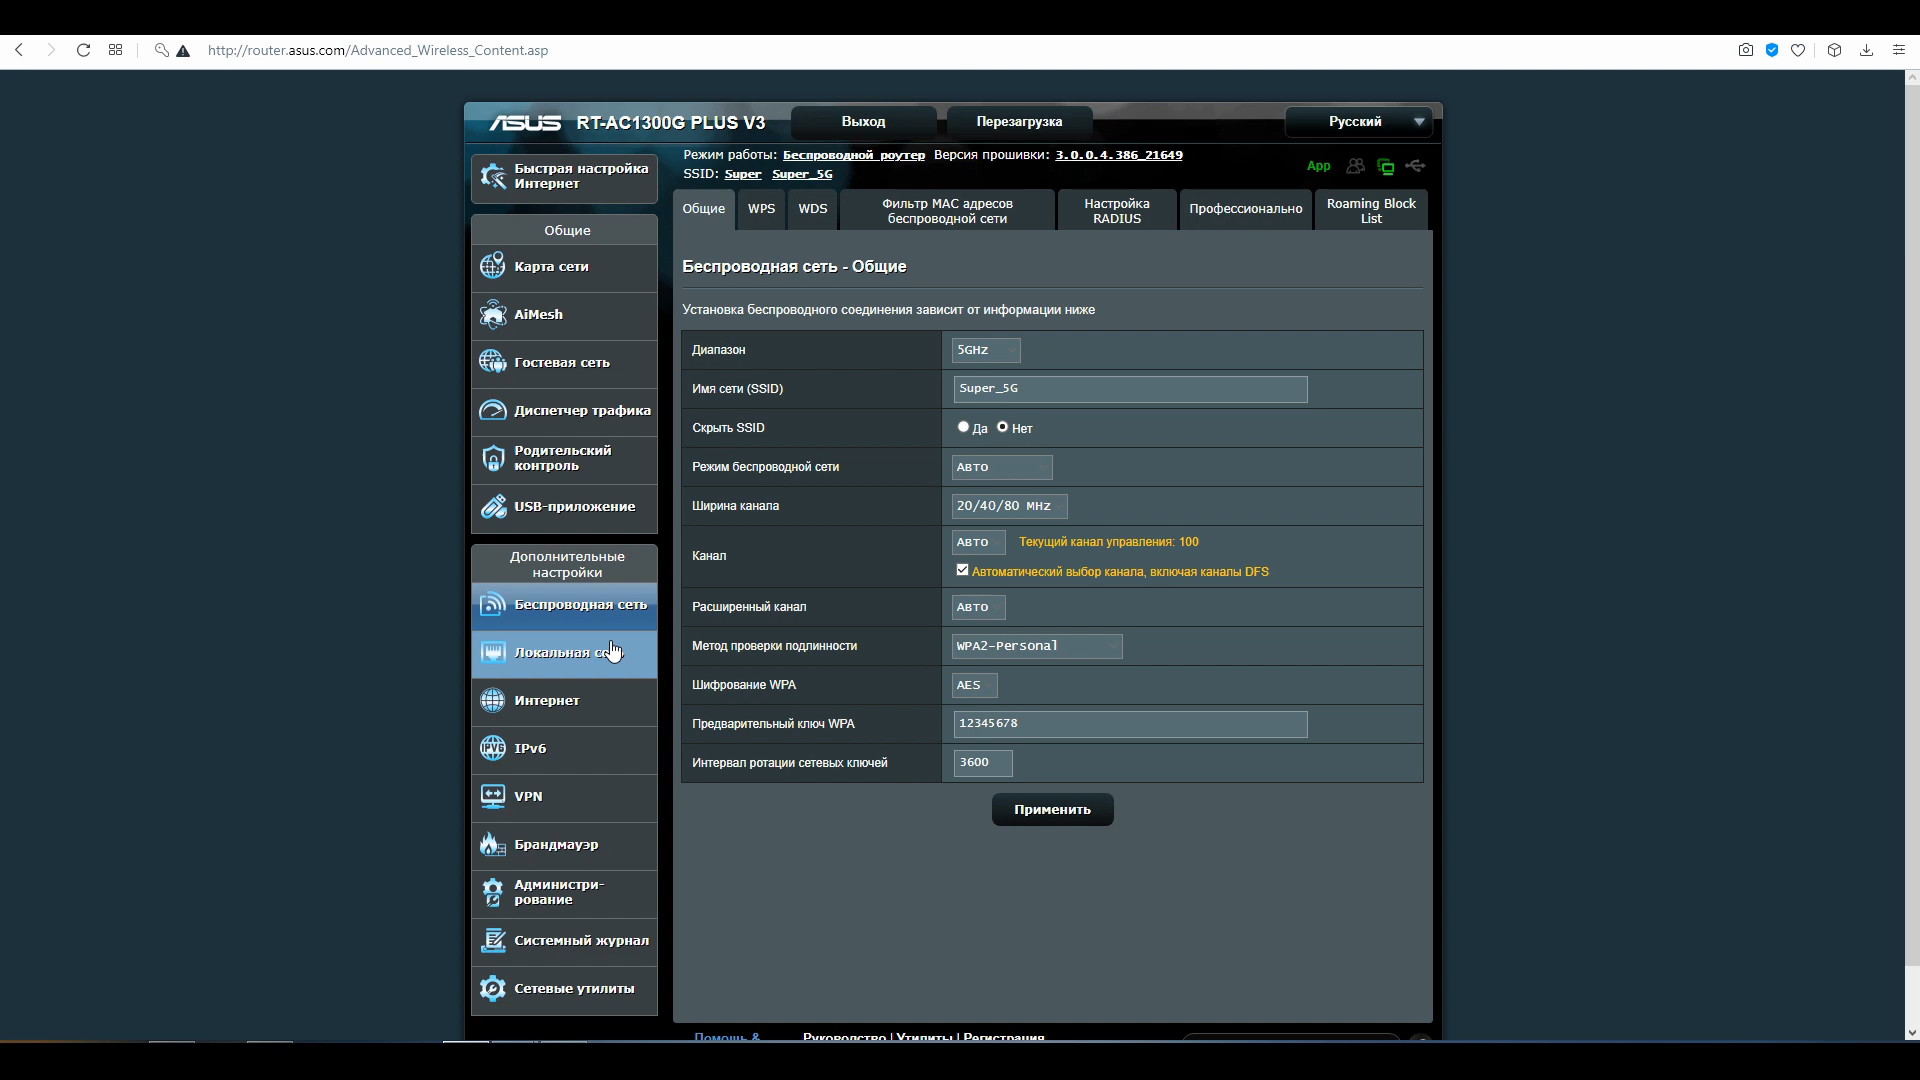 http://router.asus.com/Advanced_Wireless_Content.asp
ASUS RT-AC1300G PLUS V3
Выход
Перезагрузка
Русский
Режим работы: Беспроводной роутер Версия прошивки: 3.0.0.4.386_21649
SSID: Super Super_5G
App
Быстрая настройка
Интернет
Общие
Карта сети
AiMesh
Гостевая сеть
Диспетчер трафика
Родительский
контроль
USB-приложение
Дополнительные
настройки
Беспроводная сеть
Локальная
Интернет
IPv6
VPN
Брандмауэр
Администри-
рование
Системный журнал
Сетевые утилиты
Общие
WPS
WDS
Фильтр MAC адресов
беспроводной сети
Настройка
RADIUS
Профессионально
Roaming Block
List
Беспроводная сеть - Общие
Установка беспроводного соединения зависит от информации ниже
Диапазон
5GHz
Имя сети (SSID)
Super_5G
Скрыть SSID
Да Нет
Режим беспроводной сети
Авто
Ширина канала
20/40/80 MHz
Канал
Авто Текущий канал управления: 100
Автоматический выбор канала, включая каналы DFS
Расширенный канал
Авто
Метод проверки подлинности
WPA2-Personal
Шифрование WPA
AES
Предварительный ключ WPA
12345678
Интервал ротации сетевых ключей
3600
Применить
Помощь &
Руководство | Утилиты | Регистрация